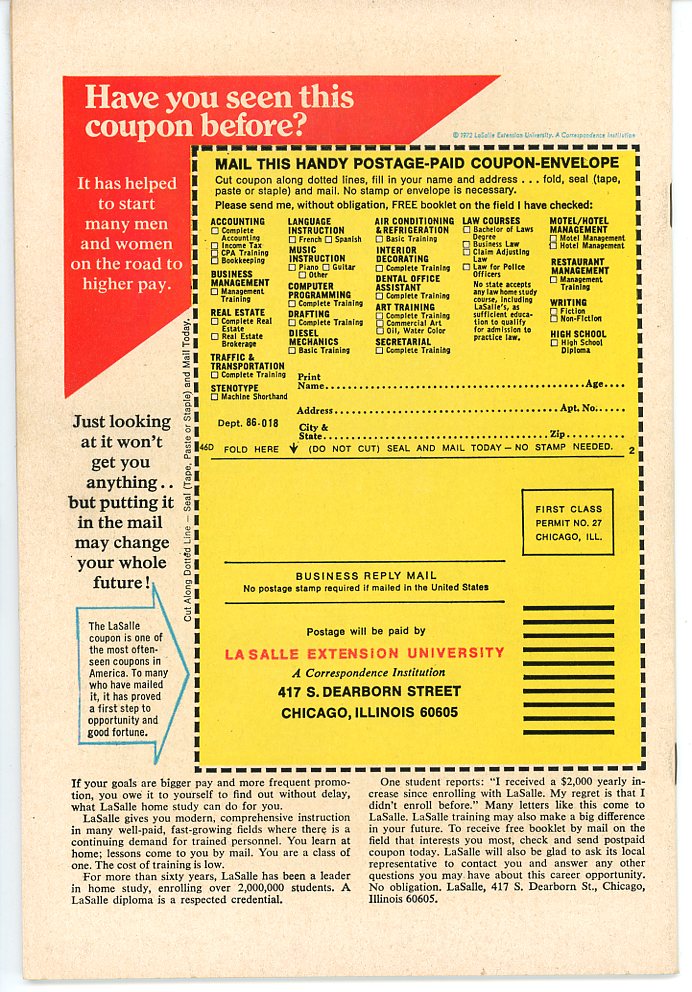 Have you seen this
coupon before?
© 1972 LaSalle Extension University. A Correspondence Institution
It has helped
to start
many men
and women
on the road to
higher pay.
Just looking
at it won't
get you
anything . .
but putting it
in the mail
may change
your whole
future!
The LaSalle
coupon is one of
the most often-
seen coupons in
America. To many
who have mailed
it, it has proved
a first step to
opportunity and
good fortune.
Cut Along Dotted Line — Seal (Tape, Paste or Staple) and Mail Today.
MAIL THIS HANDY POSTAGE-PAID COUPON-ENVELOPE
Cut coupon along dotted lines, fill in your name and address . . . fold, seal (tape,
paste or staple) and mail. No stamp or envelope is necessary.
Please send me, without obligation, FREE booklet on the field I have checked:
ACCOUNTING
Complete
Accounting
Income Tax
CPA Training
Bookkeeping
BUSINESS
MANAGEMENT
Management
Training
REAL ESTATE
Complete Real
Estate
Real Estate
Brokerage
TRAFFIC &
TRANSPORTATION
Complete Training
STENOTYPE
Machine Shorthand
LANGUAGE
INSTRUCTION
French Spanish
MUSIC
INSTRUCTION
Piano Guitar
Other
COMPUTER
PROGRAMMING
Complete Training
DRAFTING
Complete Training
DIESEL
MECHANICS
Basic Training
AIR CONDITIONING
& REFRIGERATION
Basic Training
INTERIOR
DECORATING
Complete Training
DENTAL OFFICE
ASSISTANT
Complete Training
ART TRAINING
Complete Training
Commercial Art
Oil, Water Color
SECRETARIAL
Complete Training
LAW COURSES
Bachelor of Laws
Degree
Business Law
Claim Adjusting
Law
Law for Police
Officers
No state accepts
any law home study
course, including
LaSalle's, as
sufficient educa-
tion to qualify
for admission to
practice law.
MOTEL/HOTEL
MANAGEMENT
Motel Management
Hotel Management
RESTAURANT
MANAGEMENT
Management
Training
WRITING
Fiction
Non-Fiction
HIGH SCHOOL
High School
Diploma
Print
Name Age
Address Apt. No.
Dept. 86-018
City &
State Zip
46D FOLD HERE (DO NOT CUT) SEAL AND MAIL TODAY — NO STAMP NEEDED. 2
FIRST CLASS
PERMIT NO. 27
CHICAGO, ILL.
BUSINESS REPLY MAIL
No postage stamp required if mailed in the United States
Postage will be paid by
LA SALLE EXTENSION UNIVERSITY
A Correspondence Institution
417 S. DEARBORN STREET
CHICAGO, ILLINOIS 60605
If your goals are bigger pay and more frequent promo-
tion, you owe it to yourself to find out without delay,
what LaSalle home study can do for you.
LaSalle gives you modern, comprehensive instruction
in many well-paid, fast-growing fields where there is a
continuing demand for trained personnel. You learn at
home; lessons come to you by mail. You are a class of
one. The cost of training is low.
For more than sixty years, LaSalle has been a leader
in home study, enrolling over 2,000,000 students. A
LaSalle diploma is a respected credential.
One student reports: "I received a $2,000 yearly in-
crease since enrolling with LaSalle. My regret is that I
didn't enroll before." Many letters like this come to
LaSalle. LaSalle training may also make a big difference
in your future. To receive free booklet by mail on the
field that interests you most, check and send postpaid
coupon today. LaSalle will also be glad to ask its local
representative to contact you and answer any other
questions you may have about this career opportunity.
No obligation. LaSalle, 417 S. Dearborn St., Chicago,
Illinois 60605.